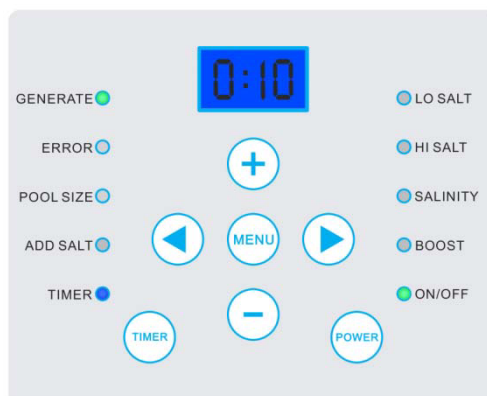 0:10
GENERATE
LO SALT
ERROR
HI SALT
POOL SIZE
SALINITY
ADD SALT
MENU
BOOST
TIMER
ON/OFF
TIMER
POWER